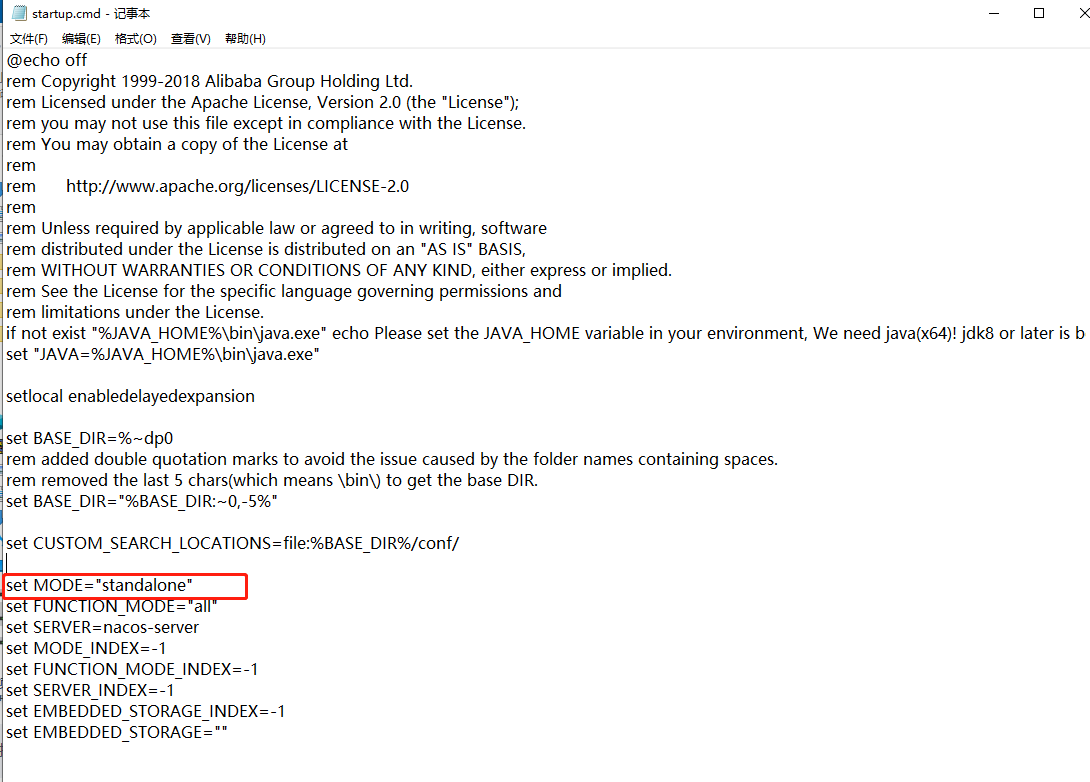 startup.cmd - 记事本
文件(F) 编辑(E) 格式(O) 查看(V) 帮助(H)
@echo off
rem Copyright 1999-2018 Alibaba Group Holding Ltd.
rem Licensed under the Apache License, Version 2.0 (the "License");
rem you may not use this file except in compliance with the License.
rem You may obtain a copy of the License at
rem
rem      http://www.apache.org/licenses/LICENSE-2.0
rem
rem Unless required by applicable law or agreed to in writing, software
rem distributed under the License is distributed on an "AS IS" BASIS,
rem WITHOUT WARRANTIES OR CONDITIONS OF ANY KIND, either express or implied.
rem See the License for the specific language governing permissions and
rem limitations under the License.
if not exist "%JAVA_HOME%\bin\java.exe" echo Please set the JAVA_HOME variable in your environment, We need java(x64)! jdk8 or later is b
set "JAVA=%JAVA_HOME%\bin\java.exe"
setlocal enabledelayedexpansion
set BASE_DIR=%~dp0
rem added double quotation marks to avoid the issue caused by the folder names containing spaces.
rem removed the last 5 chars(which means \bin\) to get the base DIR.
set BASE_DIR="%BASE_DIR:~0,-5%"
set CUSTOM_SEARCH_LOCATIONS=file:%BASE_DIR%/conf/
set MODE="standalone"
set FUNCTION_MODE="all"
set SERVER=nacos-server
set MODE_INDEX=-1
set FUNCTION_MODE_INDEX=-1
set SERVER_INDEX=-1
set EMBEDDED_STORAGE_INDEX=-1
set EMBEDDED_STORAGE=""